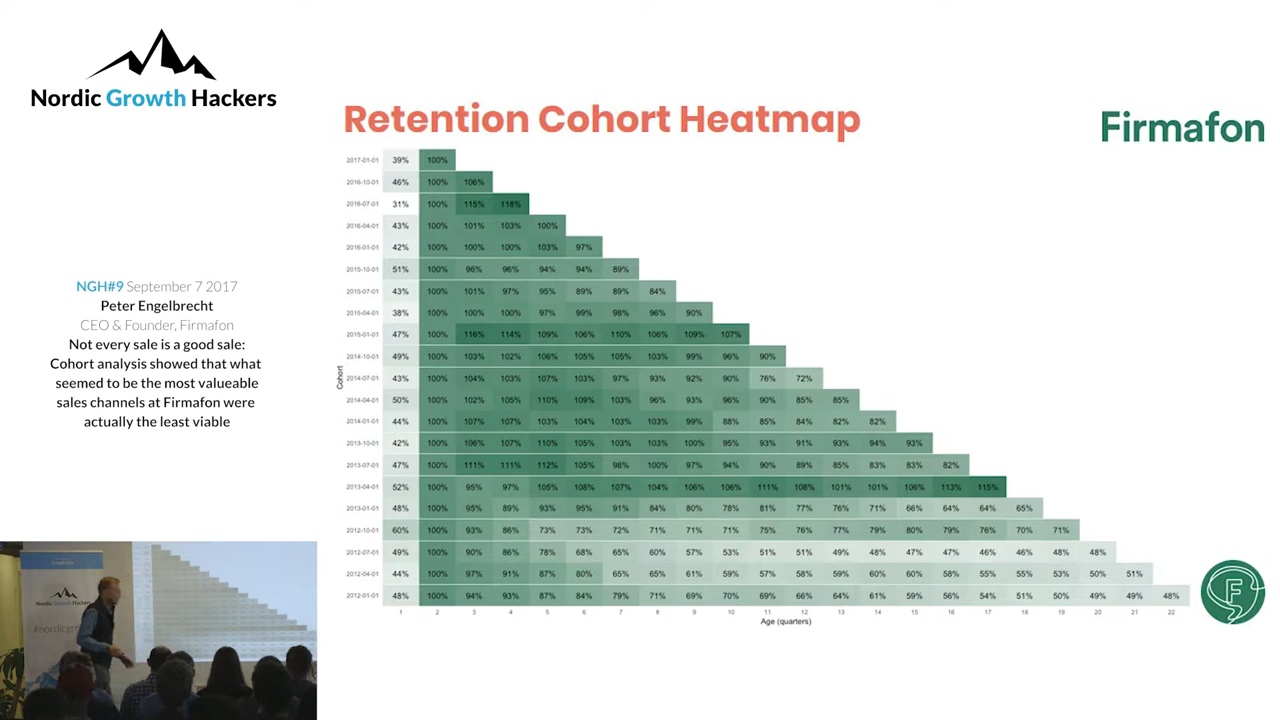 Nordic Growth Hackers
NGH#9 September 7 2017
Peter Engelbrecht
CEO & Founder, Firmafon
Not every sale is a good sale:
Cohort analysis showed that what
seemed to be the most valueable
sales channels at Firmafon were
actually the least viable
Retention Cohort Heatmap
Firmafon
Cohort
2017-01-01 39% 100%
2016-10-01 46% 100% 106%
2016-07-01 31% 100% 115% 118%
2016-04-01 43% 100% 101% 103% 100%
2016-01-01 42% 100% 100% 100% 103% 97%
2015-10-01 51% 100% 96% 96% 94% 94% 89%
2015-07-01 43% 100% 101% 97% 95% 89% 89% 84%
2015-04-01 38% 100% 100% 100% 97% 99% 98% 96% 90%
2015-01-01 47% 100% 116% 114% 109% 106% 110% 106% 109% 107%
2014-10-01 49% 100% 103% 102% 106% 105% 105% 103% 99% 96% 90%
2014-07-01 43% 100% 104% 103% 107% 103% 97% 93% 92% 90% 76% 72%
2014-04-01 50% 100% 102% 105% 110% 109% 103% 96% 93% 96% 90% 85% 85%
2014-01-01 44% 100% 107% 107% 103% 104% 103% 103% 99% 88% 85% 84% 82% 82%
2013-10-01 42% 100% 106% 107% 110% 105% 103% 103% 100% 95% 93% 91% 93% 94% 93%
2013-07-01 47% 100% 111% 111% 112% 105% 98% 100% 97% 94% 90% 89% 85% 83% 83% 82%
2013-04-01 52% 100% 95% 97% 105% 108% 107% 104% 106% 106% 111% 108% 101% 101% 106% 113% 115%
2013-01-01 48% 100% 95% 89% 93% 95% 91% 84% 80% 78% 81% 77% 76% 71% 66% 64% 64% 65%
2012-10-01 60% 100% 93% 86% 73% 73% 72% 71% 71% 71% 75% 76% 77% 79% 80% 79% 76% 70% 71%
2012-07-01 49% 100% 90% 86% 78% 68% 65% 60% 57% 53% 51% 51% 49% 48% 47% 47% 46% 46% 48% 48%
2012-04-01 44% 100% 97% 91% 87% 80% 65% 65% 61% 59% 57% 58% 59% 60% 60% 58% 55% 55% 53% 50% 51%
2012-01-01 48% 100% 94% 93% 87% 84% 79% 71% 69% 70% 69% 66% 64% 61% 59% 56% 54% 51% 50% 49% 49% 48%
1 2 3 4 5 6 7 8 9 10 11 12 13 14 15 16 17 18 19 20 21 22
Age (quarters)
F